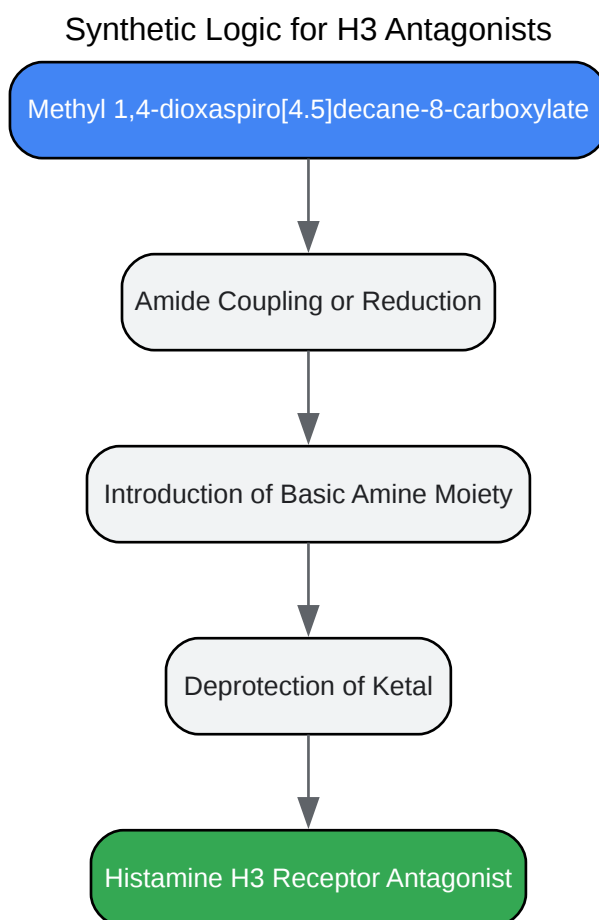 Synthetic Logic for H3 Antagonists
Methyl 1,4-dioxaspiro[4.5]decane-8-carboxylate
Amide Coupling or Reduction
Introduction of Basic Amine Moiety
Deprotection of Ketal
Histamine H3 Receptor Antagonist